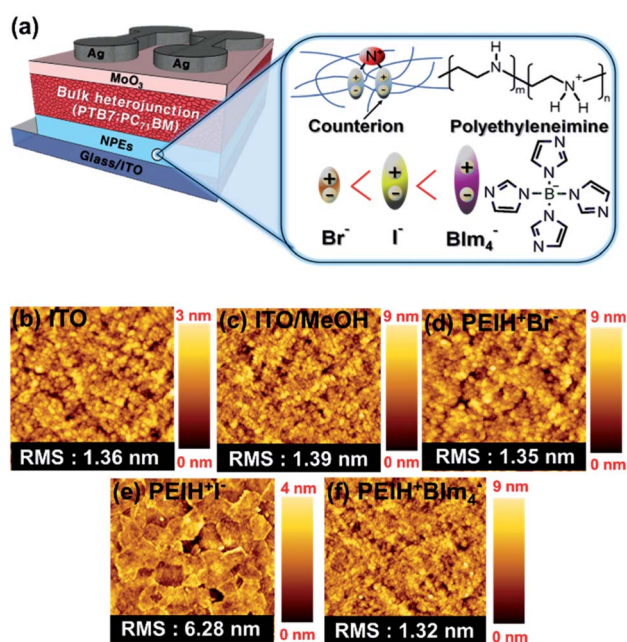 (a)
Ag
Ag
MoO₃
Bulk heterojunction
(PTB7:PC₇₁BM)
NPEs
Glass/ITO
N⁺
+
+
−
−
Counterion
H
N
m
N⁺
H
H
n
Polyethyleneimine
+
−
<
+
−
<
+
−
Br⁻
I⁻
BIm₄⁻
N
N
N
N
B⁻
N
N
N
N
(b) ITO
3 nm
0 nm
RMS : 1.36 nm
(c) ITO/MeOH
9 nm
0 nm
RMS : 1.39 nm
(d) PEIH⁺Br⁻
9 nm
0 nm
RMS : 1.35 nm
(e) PEIH⁺I⁻
4 nm
0 nm
RMS : 6.28 nm
(f) PEIH⁺BIm₄⁻
9 nm
0 nm
RMS : 1.32 nm